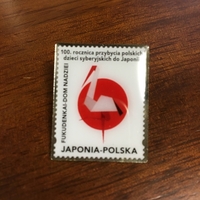 100. rocznica przybycia polskich
dzieci syberyjskich do Japonii
FUKUDENKAI-DOM NADZIEI
JAPONIA-POLSKA